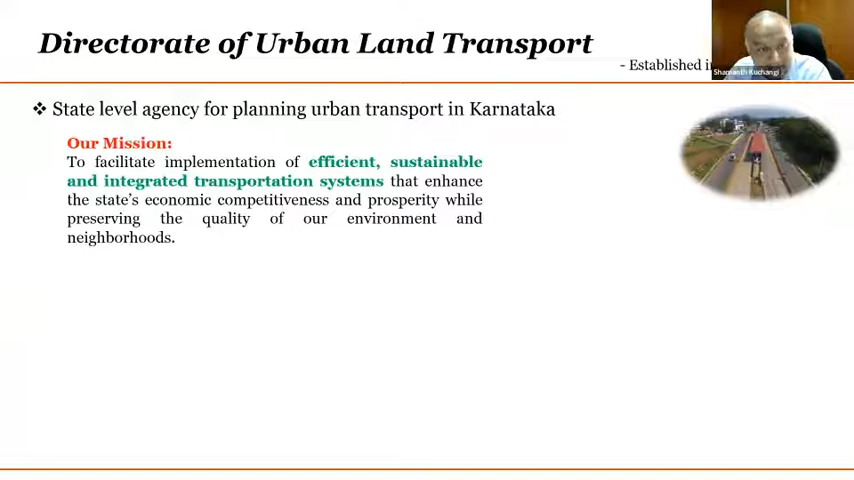 Directorate of Urban Land Transport
- Established
Shamanth Kuchangi
❖ State level agency for planning urban transport in Karnataka
Our Mission:
To facilitate implementation of efficient, sustainable
and integrated transportation systems that enhance
the state's economic competitiveness and prosperity while
preserving the quality of our environment and
neighborhoods.